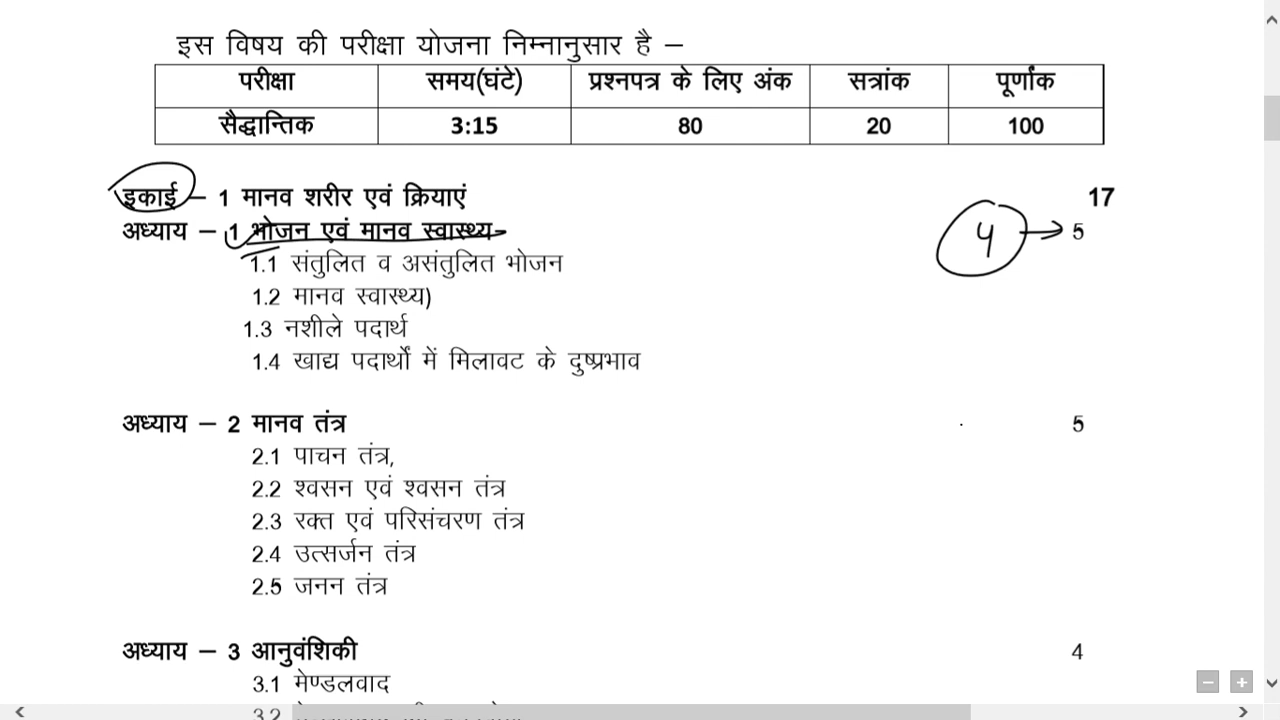 इस विषय की परीक्षा योजना निम्नानुसार है –
परीक्षा समय(घंटे) प्रश्नपत्र के लिए अंक सत्रांक पूर्णांक
सैद्धान्तिक 3:15 80 20 100
इकाई – 1 मानव शरीर एवं क्रियाएं 17
अध्याय – 1 भोजन एवं मानव स्वास्थ्य 4 → 5
1.1 संतुलित व असंतुलित भोजन
1.2 मानव स्वास्थ्य)
1.3 नशीले पदार्थ
1.4 खाद्य पदार्थों में मिलावट के दुष्प्रभाव
अध्याय – 2 मानव तंत्र 5
2.1 पाचन तंत्र,
2.2 श्वसन एवं श्वसन तंत्र
2.3 रक्त एवं परिसंचरण तंत्र
2.4 उत्सर्जन तंत्र
2.5 जनन तंत्र
अध्याय – 3 आनुवंशिकी 4
3.1 मेण्डलवाद
3.2